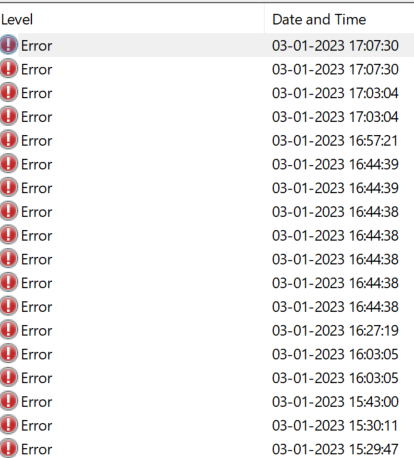 Level Date and Time
Error 03-01-2023 17:07:30
Error 03-01-2023 17:07:30
Error 03-01-2023 17:03:04
Error 03-01-2023 17:03:04
Error 03-01-2023 16:57:21
Error 03-01-2023 16:44:39
Error 03-01-2023 16:44:39
Error 03-01-2023 16:44:38
Error 03-01-2023 16:44:38
Error 03-01-2023 16:44:38
Error 03-01-2023 16:44:38
Error 03-01-2023 16:44:38
Error 03-01-2023 16:27:19
Error 03-01-2023 16:03:05
Error 03-01-2023 16:03:05
Error 03-01-2023 15:43:00
Error 03-01-2023 15:30:11
Error 03-01-2023 15:29:47